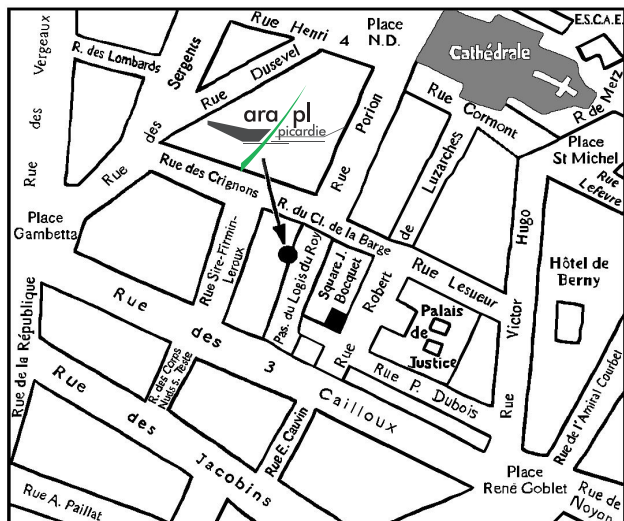 Vergeaux
des
Rue
R. des Lombards
Sergents
des
Rue
Rue Henri
4
Rue Dusevel
Place
N.D.
Cathédrale
E.S.C.A.E.
R. de Metz
Rue Cormont
Place
St Michel
Rue
Lefèvre
ara pl
picardie
Rue Porion
Luzarches
de
Robert
Rue
Rue des Crignons
R. du Cl. de la Barge
Rue Lesueur
Hugo
Victor
Rue
Place
Gambetta
Rue Sire-Firmin-
Leroux
Pas. du Logis du Roy
Square J.
Bocquet
Palais
de
Justice
Hôtel de
Berny
Rue de la République
Rue
des
3
Cailloux
R. des Corps
Nuds s. Teste
Rue P. Dubois
Rue de l'Amiral Courbet
Rue
des
Jacobins
Rue E. Cauvin
Place
René Goblet
Rue de
Noyon
Rue A. Paillat